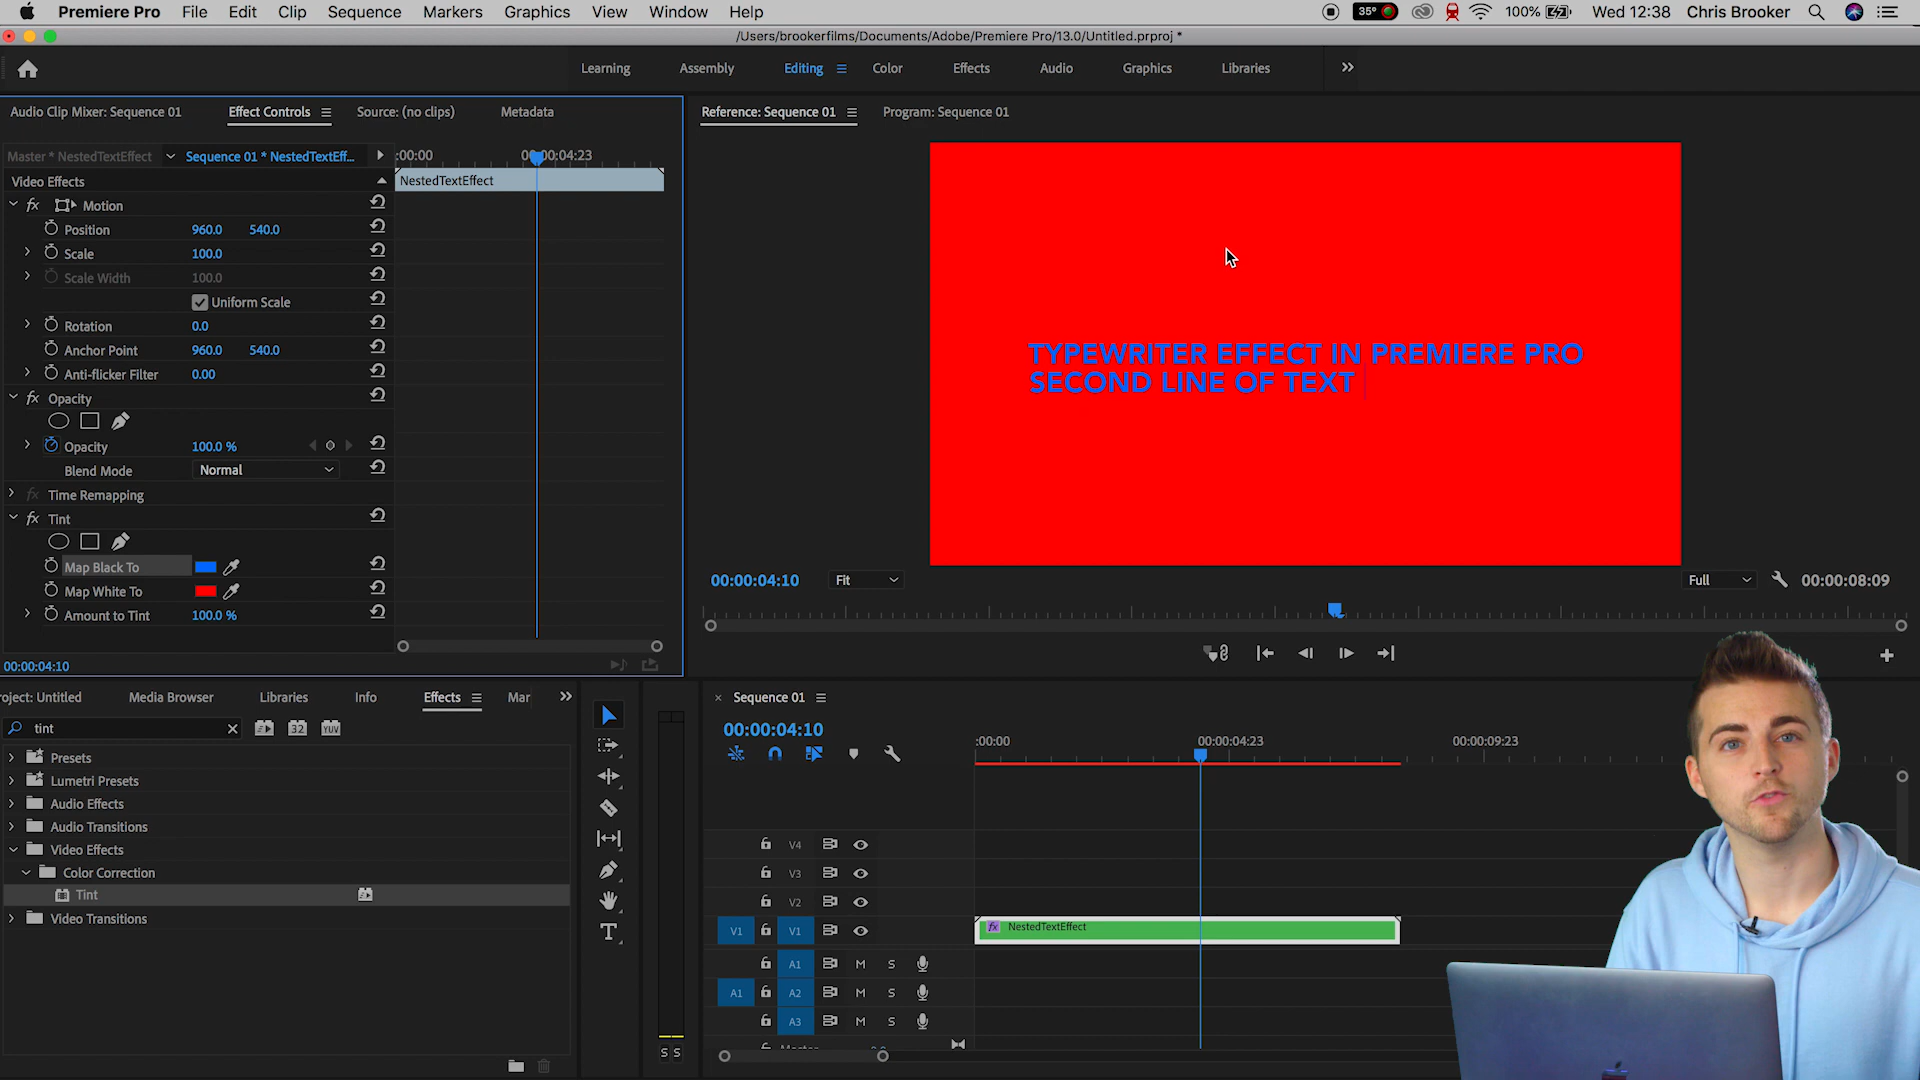 Premiere Pro File Edit Clip Sequence Markers Graphics View Window Help 35° 100% Wed 12:38 Chris Brooker
/Users/brookerfilms/Documents/Adobe/Premiere Pro/13.0/Untitled.prproj *
Learning Assembly Editing Color Effects Audio Graphics Libraries
Audio Clip Mixer: Sequence 01 Effect Controls Source: (no clips) Metadata
Reference: Sequence 01 Program: Sequence 01
Master * NestedTextEffect Sequence 01 * NestedTextEff... :00:00 00:00:04:23
Video Effects NestedTextEffect
fx Motion
Position 960.0 540.0
Scale 100.0
Scale Width 100.0
Uniform Scale
Rotation 0.0
Anchor Point 960.0 540.0
Anti-flicker Filter 0.00
fx Opacity
Opacity 100.0 %
Blend Mode Normal
fx Time Remapping
fx Tint
Map Black To
Map White To
Amount to Tint 100.0 %
00:00:04:10
TYPEWRITER EFFECT IN PREMIERE PRO
SECOND LINE OF TEXT
00:00:04:10 Fit Full 00:00:08:09
roject: Untitled Media Browser Libraries Info Effects Mar
tint 32 YUV
Presets
Lumetri Presets
Audio Effects
Audio Transitions
Video Effects
Color Correction
Tint
Video Transitions
S S
× Sequence 01
00:00:04:10
:00:00 00:00:04:23 00:00:09:23
V4
V3
V2
V1 V1 fx NestedTextEffect
A1 M S
A1 A2 M S
A3 M S